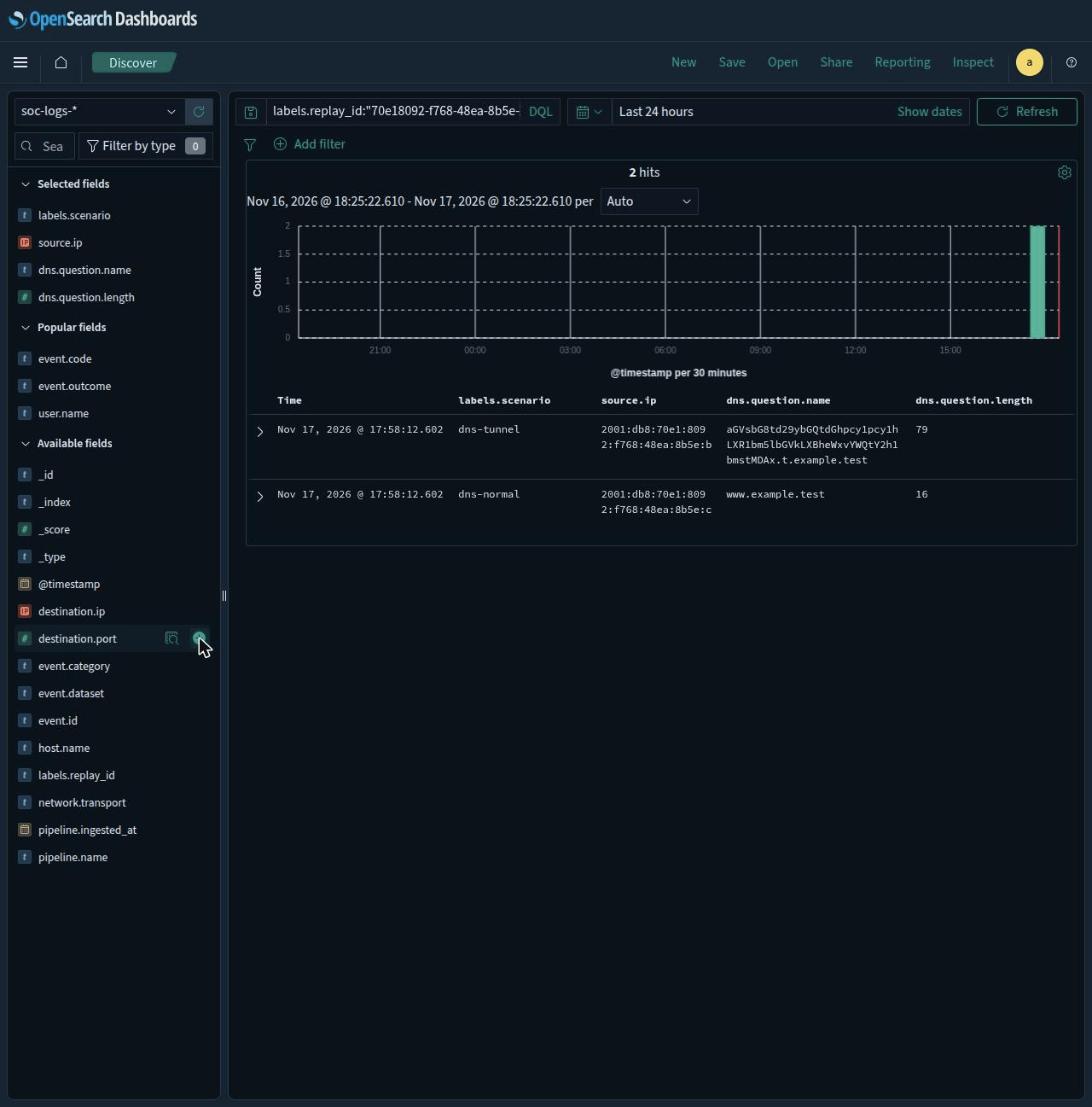 OpenSearch Dashboards
Discover
New Save Open Share Reporting Inspect a
soc-logs-*
labels.replay_id:"70e18092-f768-48ea-8b5e- DQL
Last 24 hours Show dates Refresh
Sea Filter by type 0
Add filter
Selected fields
labels.scenario
source.ip
dns.question.name
dns.question.length
Popular fields
event.code
event.outcome
user.name
Available fields
_id
_index
_score
_type
@timestamp
destination.ip
destination.port
event.category
event.dataset
event.id
host.name
labels.replay_id
network.transport
pipeline.ingested_at
pipeline.name
2 hits
Nov 16, 2026 @ 18:25:22.610 - Nov 17, 2026 @ 18:25:22.610 per Auto
Count
2
1.5
1
0.5
0
21:00 00:00 03:00 06:00 09:00 12:00 15:00
@timestamp per 30 minutes
Time labels.scenario source.ip dns.question.name dns.question.length
Nov 17, 2026 @ 17:58:12.602 dns-tunnel 2001:db8:70e1:809 aGVsbG8td29ybGQtdGhpcy1pcy1h 79
2:f768:48ea:8b5e:b LXR1bm5lbGVkLXBheWxvYWQtY2h1
bmstMDAx.t.example.test
Nov 17, 2026 @ 17:58:12.602 dns-normal 2001:db8:70e1:809 www.example.test 16
2:f768:48ea:8b5e:c